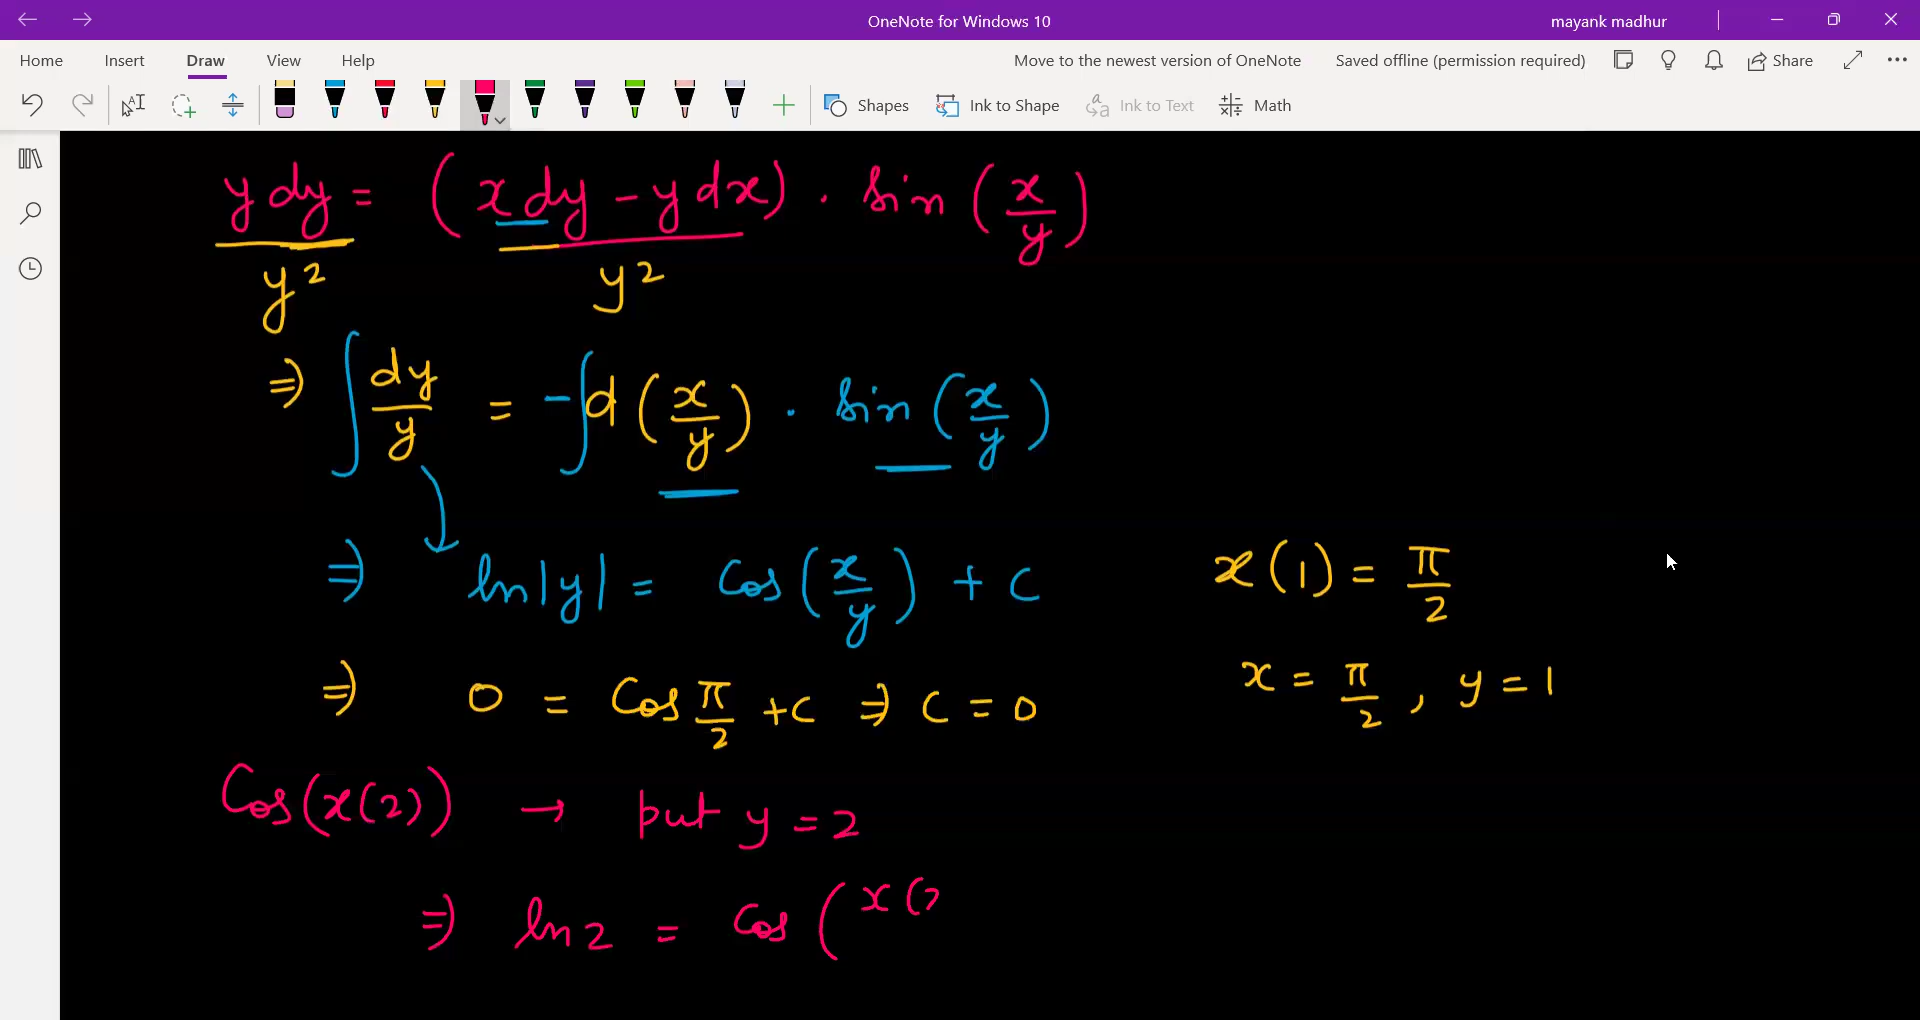 OneNote for Windows 10
mayank madhur
Home Insert Draw View Help
Move to the newest version of OneNote Saved offline (permission required) Share
Shapes Ink to Shape Ink to Text Math
y dy = (x dy - y dx) . sin (x/y)
y² y²
⇒ ∫ dy/y = -∫ d (x/y) . sin (x/y)
⇒ ln|y| = cos (x/y) + c
x(1) = π/2
⇒ 0 = cos π/2 + c ⇒ c = 0
x = π/2 , y = 1
Cos(x(2)) → put y = 2
⇒ ln 2 = cos ( x (